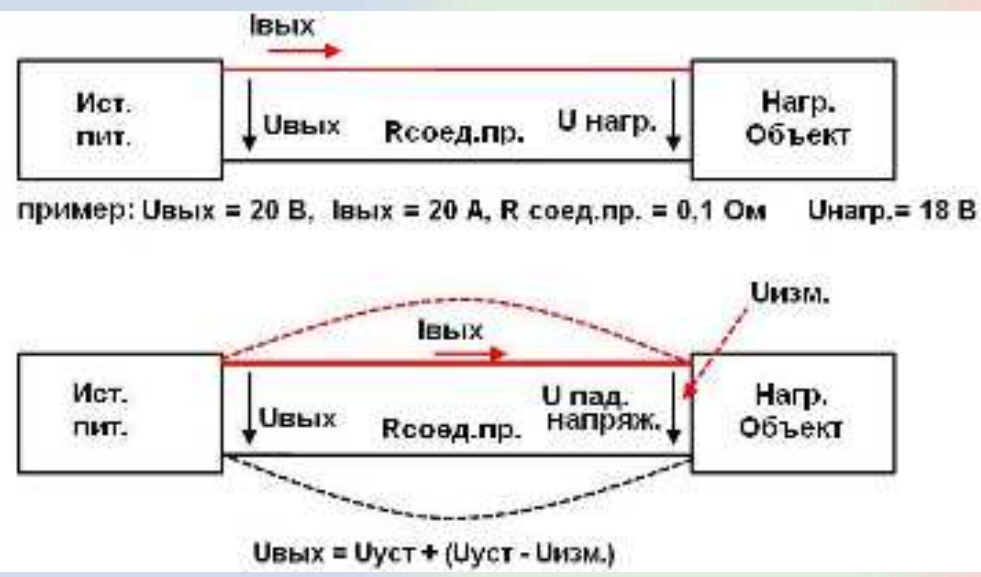 Iвых
Ист.
пит.
Uвых
Rсоед.пр.
U нагр.
Нагр.
Объект
пример: Uвых = 20 В, Iвых = 20 А, R соед.пр. = 0,1 Ом Uнагр.= 18 В
Uизм.
Iвых
Ист.
пит.
Uвых
Rсоед.пр.
U пад.
напряж.
Нагр.
Объект
Uвых = Uуст + (Uуст - Uизм.)